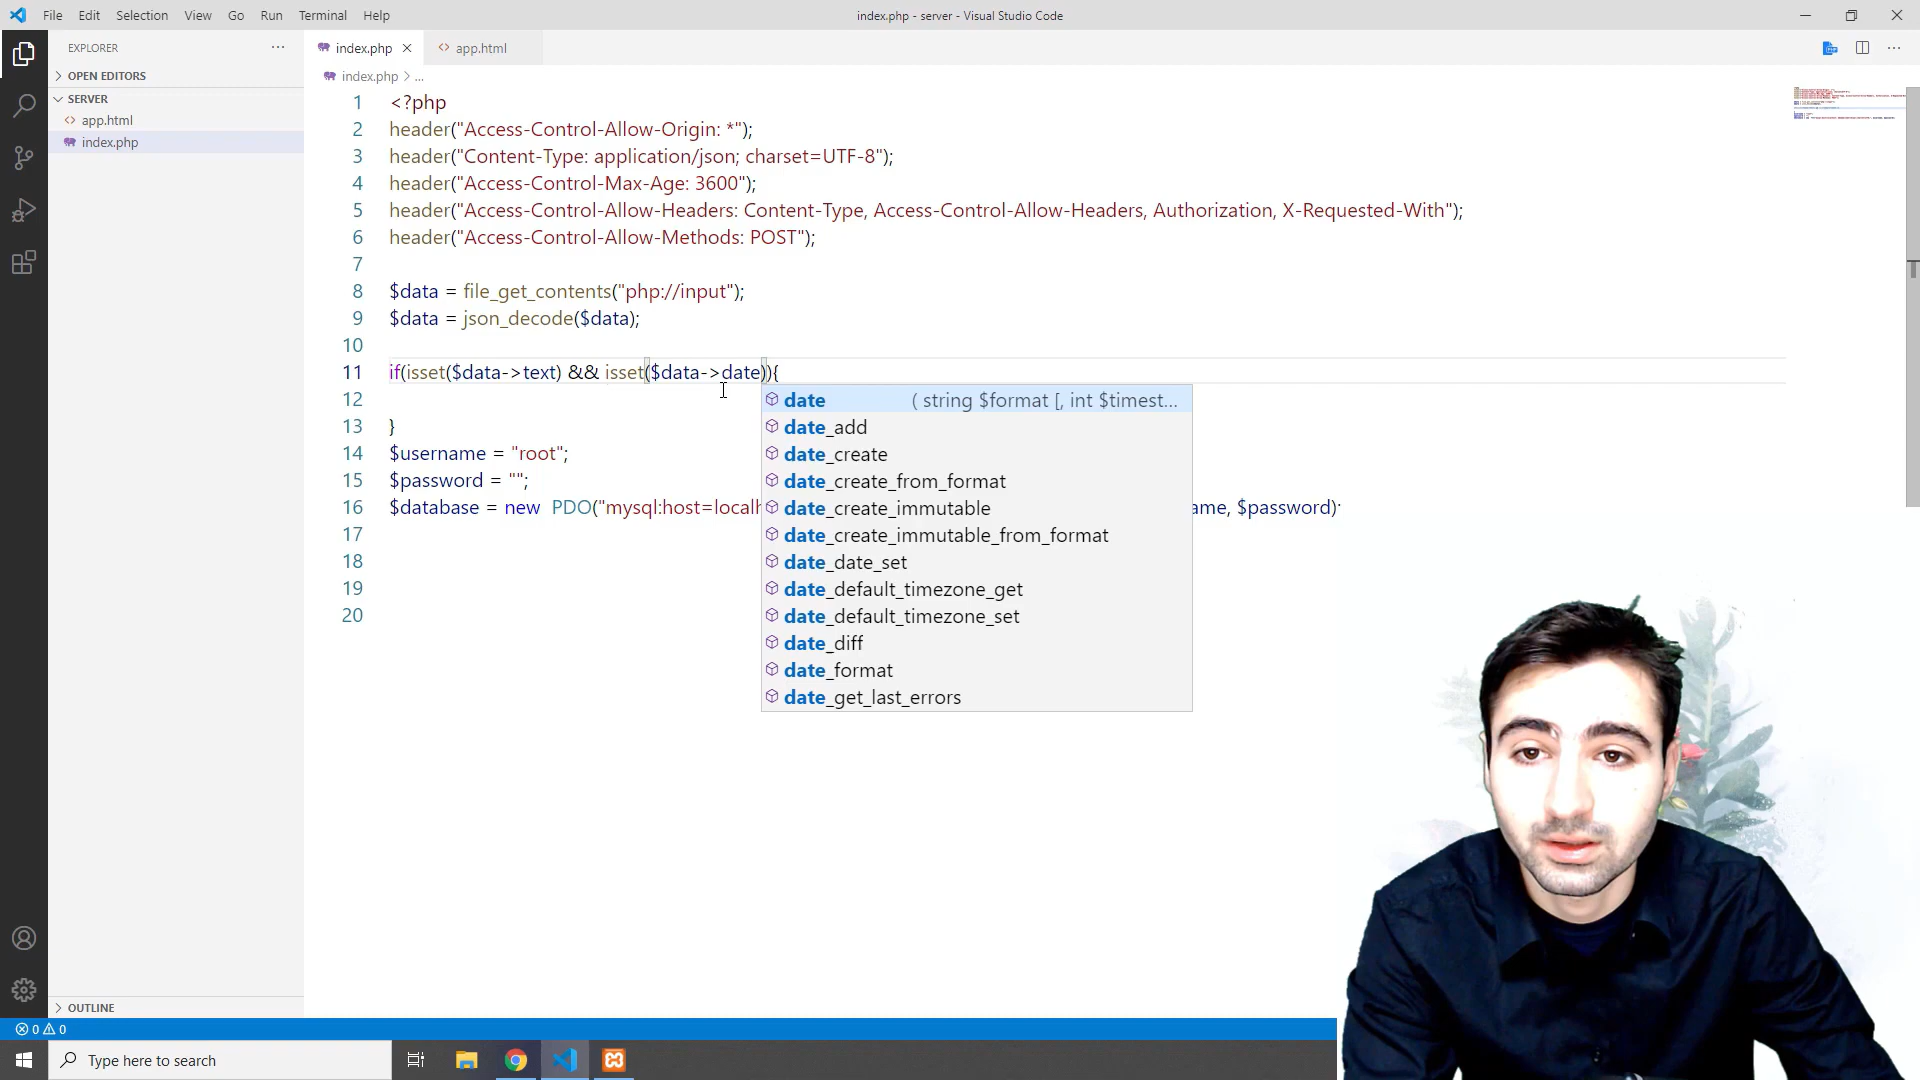 File Edit Selection View Go Run Terminal Help
index.php - server - Visual Studio Code
EXPLORER
OPEN EDITORS
SERVER
app.html
index.php
OUTLINE
index.php
app.html
index.php > ...
1 <?php
2 header("Access-Control-Allow-Origin: *");
3 header("Content-Type: application/json; charset=UTF-8");
4 header("Access-Control-Max-Age: 3600");
5 header("Access-Control-Allow-Headers: Content-Type, Access-Control-Allow-Headers, Authorization, X-Requested-With");
6 header("Access-Control-Allow-Methods: POST");
7
8 $data = file_get_contents("php://input");
9 $data = json_decode($data);
10
11 if(isset($data->text) && isset($data->date)){
12
13 }
14 $username = "root";
15 $password = "";
16 $database = new PDO("mysql:host=localh
ame, $password);
17
18
19
20
date ( string $format [, int $timest...
date_add
date_create
date_create_from_format
date_create_immutable
date_create_immutable_from_format
date_date_set
date_default_timezone_get
date_default_timezone_set
date_diff
date_format
date_get_last_errors
0 0
Type here to search